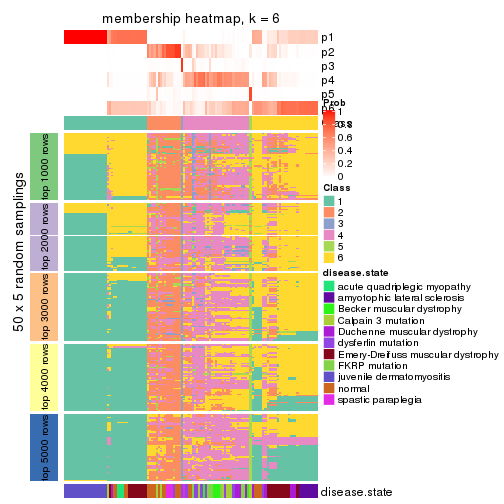 membership heatmap, k = 6
p1
p2
p3
p4
p5
p6
Prob
1
0.8
0.6
0.4
0.2
0
Class
Class
1
2
3
4
5
6
50 x 5 random samplings
top 1000 rows
top 2000 rows
top 3000 rows
top 4000 rows
top 5000 rows
disease.state
acute quadriplegic myopathy
amyotophic lateral sclerosis
Becker muscular dystrophy
Calpain 3 mutation
Duchenne muscular dystrophy
dysferlin mutation
Emery-Dreifuss muscular dystrophy
FKRP mutation
juvenile dermatomyositis
normal
spastic paraplegia
disease.state